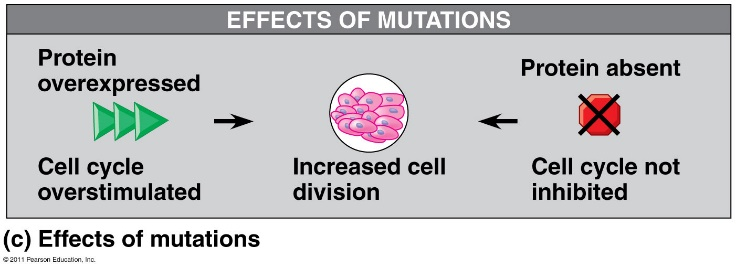 EFFECTS OF MUTATIONS
Protein
overexpressed
Cell cycle
overstimulated
Increased cell
division
Protein absent
Cell cycle not
inhibited
(c) Effects of mutations
© 2011 Pearson Education, Inc.